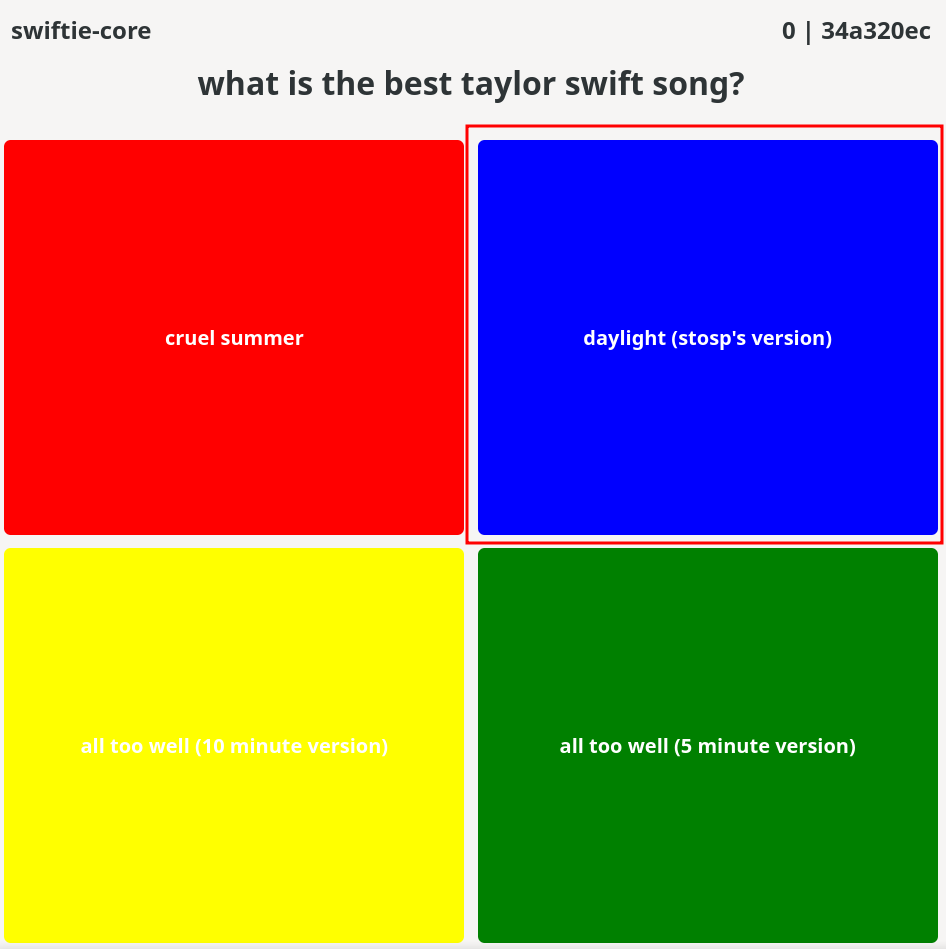 swiftie-core
0 | 34a320ec
what is the best taylor swift song?
cruel summer
daylight (stosp's version)
all too well (10 minute version)
all too well (5 minute version)